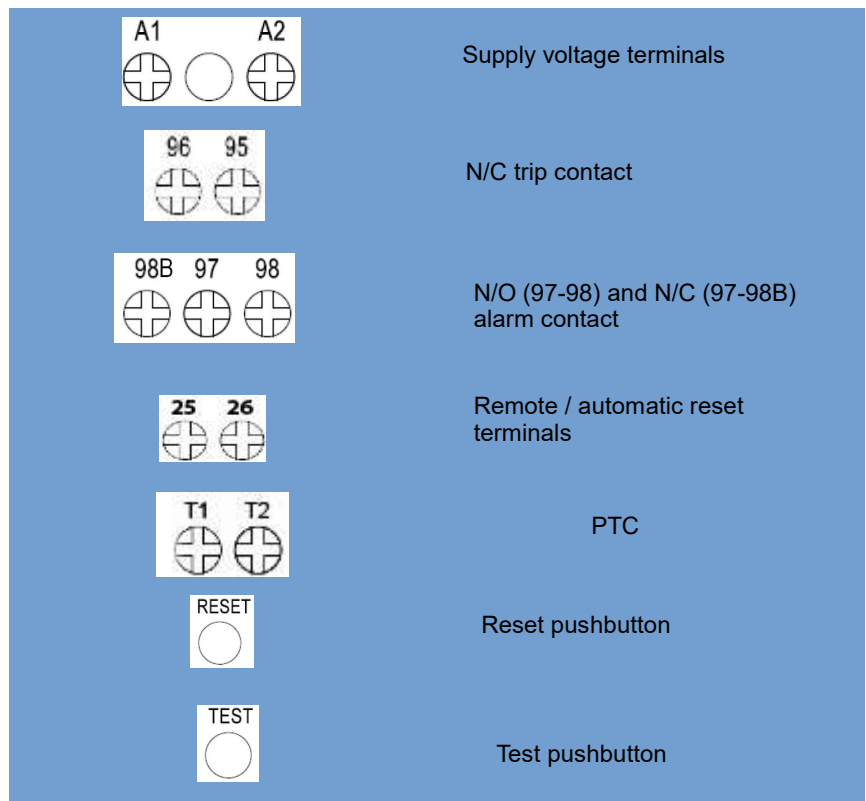 A1 A2
Supply voltage terminals
96 95
N/C trip contact
98B 97 98
N/O (97-98) and N/C (97-98B)
alarm contact
25 26
Remote / automatic reset
terminals
T1 T2
PTC
RESET
Reset pushbutton
TEST
Test pushbutton